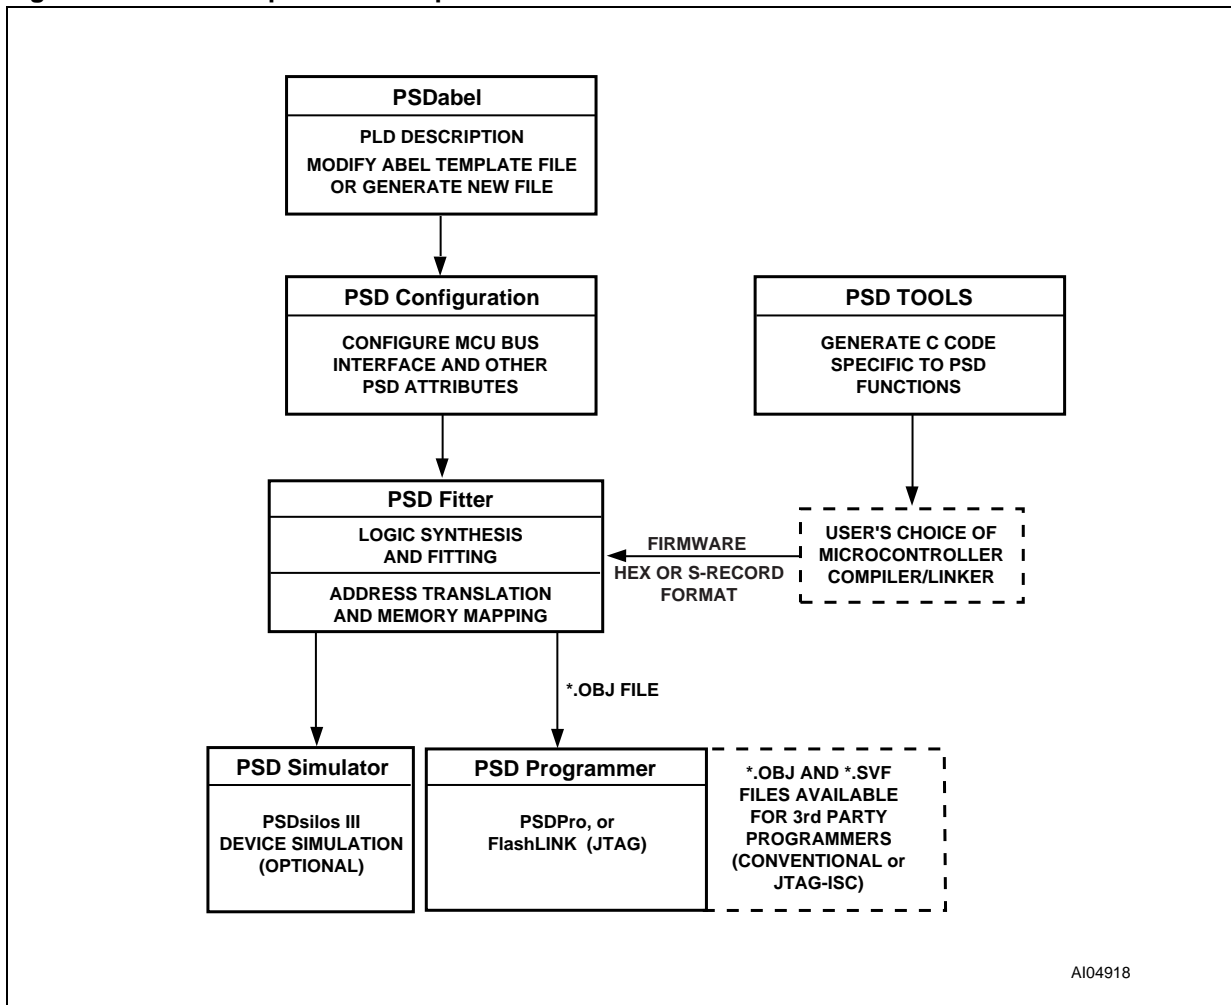 PSDabel
PLD DESCRIPTION
MODIFY ABEL TEMPLATE FILE
OR GENERATE NEW FILE
PSD Configuration
CONFIGURE MCU BUS
INTERFACE AND OTHER
PSD ATTRIBUTES
PSD TOOLS
GENERATE C CODE
SPECIFIC TO PSD
FUNCTIONS
PSD Fitter
LOGIC SYNTHESIS
AND FITTING
ADDRESS TRANSLATION
AND MEMORY MAPPING
FIRMWARE
HEX OR S-RECORD
FORMAT
USER'S CHOICE OF
MICROCONTROLLER
COMPILER/LINKER
*.OBJ FILE
PSD Simulator
PSDsilos III
DEVICE SIMULATION
(OPTIONAL)
PSD Programmer
PSDPro, or
FlashLINK (JTAG)
*.OBJ AND *.SVF
FILES AVAILABLE
FOR 3rd PARTY
PROGRAMMERS
(CONVENTIONAL or
JTAG-ISC)
AI04918